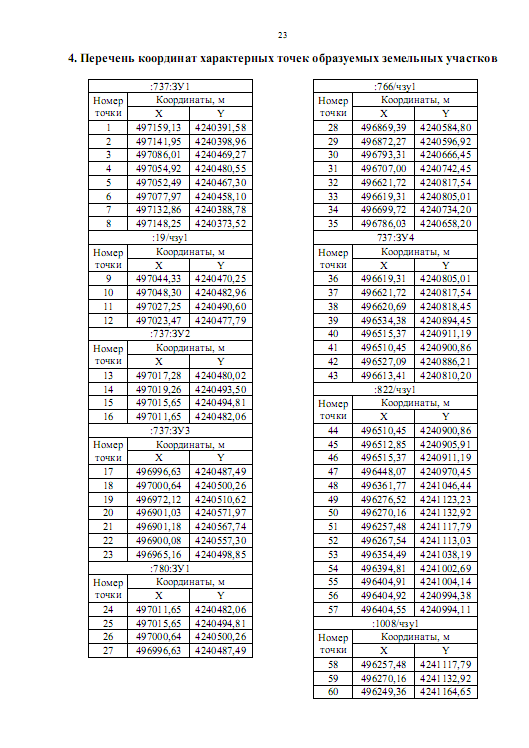 23
4. Перечень координат характерных точек образуемых земельных участков
:737:ЗУ1
Номер точки Координаты, м
X Y
1 497159,13 4240391,58
2 497141,95 4240398,96
3 497086,01 4240469,27
4 497054,92 4240480,55
5 497052,49 4240467,30
6 497077,97 4240458,10
7 497132,86 4240388,78
8 497148,25 4240373,52
:19/чзу1
Номер точки Координаты, м
X Y
9 497044,33 4240470,25
10 497048,30 4240482,96
11 497027,25 4240490,60
12 497023,47 4240477,79
:737:ЗУ2
Номер точки Координаты, м
X Y
13 497017,28 4240480,02
14 497019,26 4240493,50
15 497015,65 4240494,81
16 497011,65 4240482,06
:737:ЗУ3
Номер точки Координаты, м
X Y
17 496996,63 4240487,49
18 497000,64 4240500,26
19 496972,12 4240510,62
20 496901,03 4240571,97
21 496901,18 4240567,74
22 496900,08 4240557,30
23 496965,16 4240498,85
:780:ЗУ1
Номер точки Координаты, м
X Y
24 497011,65 4240482,06
25 497015,65 4240494,81
26 497000,64 4240500,26
27 496996,63 4240487,49
:766/чзу1
Номер точки Координаты, м
X Y
28 496869,39 4240584,80
29 496872,27 4240596,92
30 496793,31 4240666,45
31 496707,00 4240742,45
32 496621,72 4240817,54
33 496619,31 4240805,01
34 496699,72 4240734,20
35 496786,03 4240658,20
737:ЗУ4
Номер точки Координаты, м
X Y
36 496619,31 4240805,01
37 496621,72 4240817,54
38 496620,69 4240818,45
39 496534,38 4240894,45
40 496515,37 4240911,19
41 496510,45 4240900,86
42 496527,09 4240886,21
43 496613,41 4240810,20
:822/чзу1
Номер точки Координаты, м
X Y
44 496510,45 4240900,86
45 496512,85 4240905,91
46 496515,37 4240911,19
47 496448,07 4240970,45
48 496361,77 4241046,44
49 496276,52 4241123,23
50 496270,16 4241132,92
51 496257,48 4241117,79
52 496267,54 4241113,03
53 496354,49 4241038,19
54 496394,81 4241002,69
55 496404,91 4241004,14
56 496404,92 4240994,38
57 496404,55 4240994,11
:1008/чзу1
Номер точки Координаты, м
X Y
58 496257,48 4241117,79
59 496270,16 4241132,92
60 496249,36 4241164,65